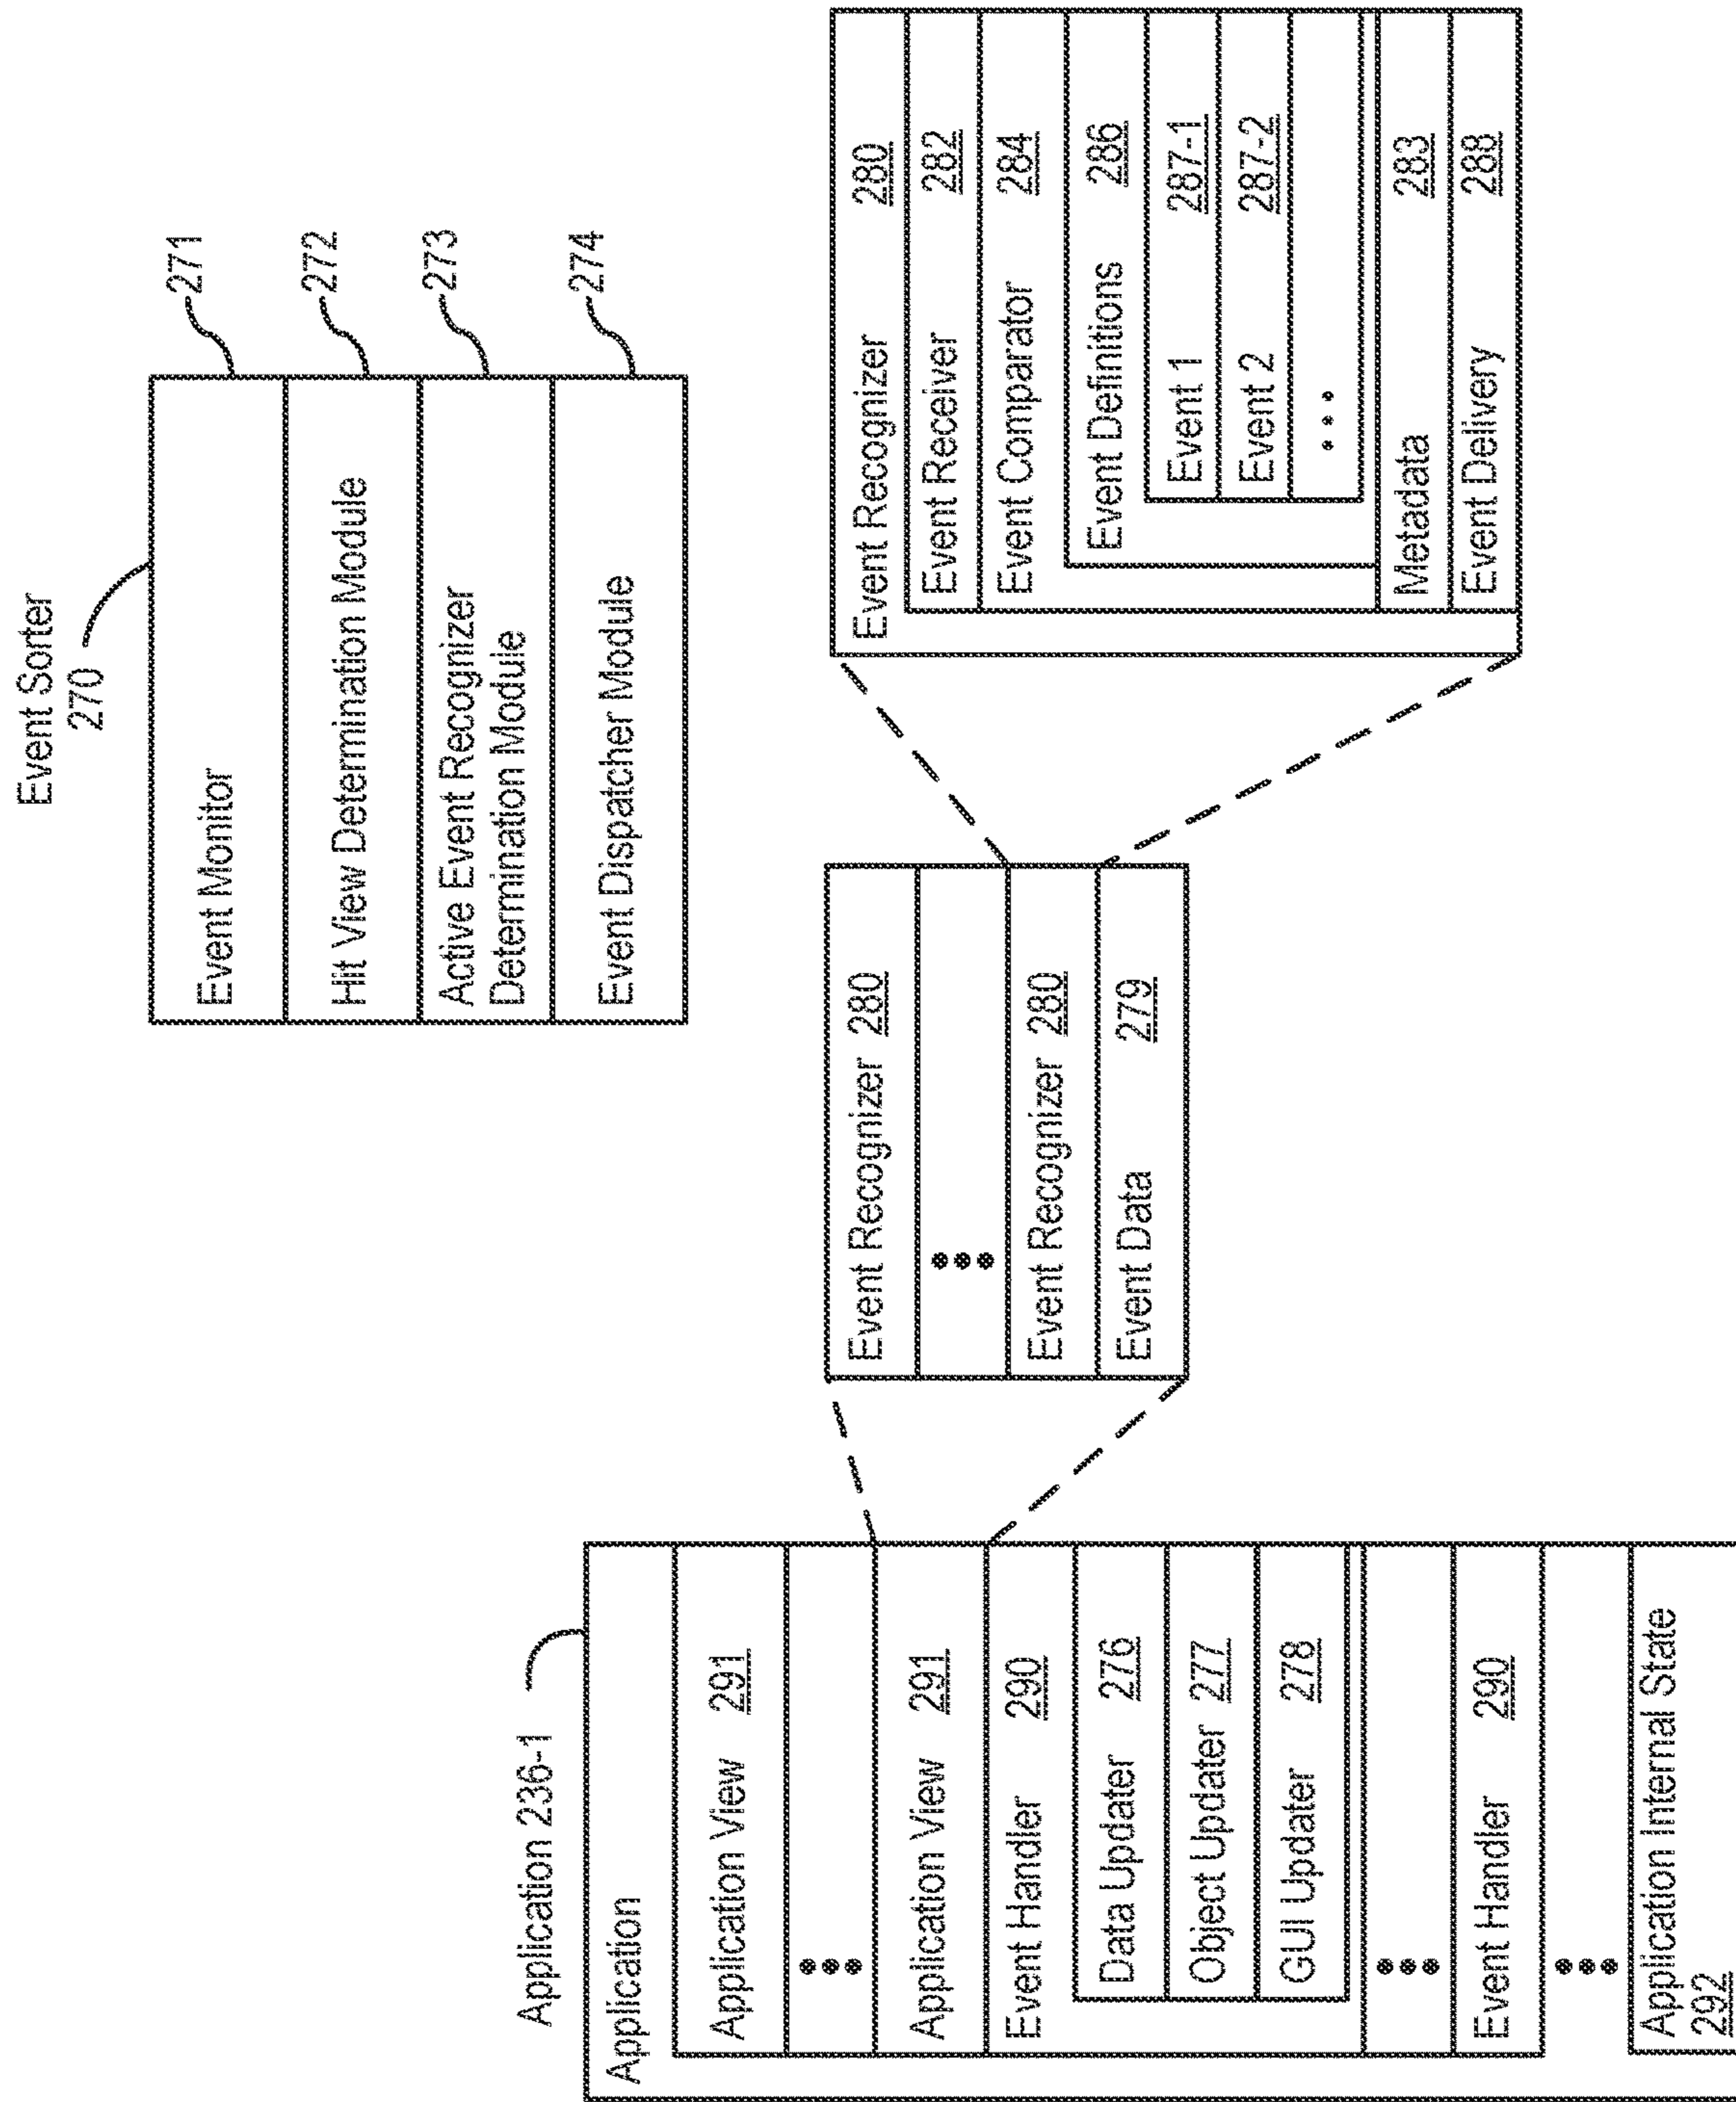 Event Sorter
270
Event Monitor
271
Hit View Determination Module
272
Active Event Recognizer
Determination Module
273
Event Dispatcher Module
274
Application 236-1
Application
Application View 291
•••
Application View 291
Event Handler 290
Data Updater 276
Object Updater 277
GUI Updater 278
•••
Event Handler 290
•••
Application Internal State
292
Event Recognizer 280
•••
Event Recognizer 280
Event Data 279
Event Recognizer 280
Event Receiver 282
Event Comparator 284
Event Definitions 286
Event 1 287-1
Event 2 287-2
•••
Metadata 283
Event Delivery 288